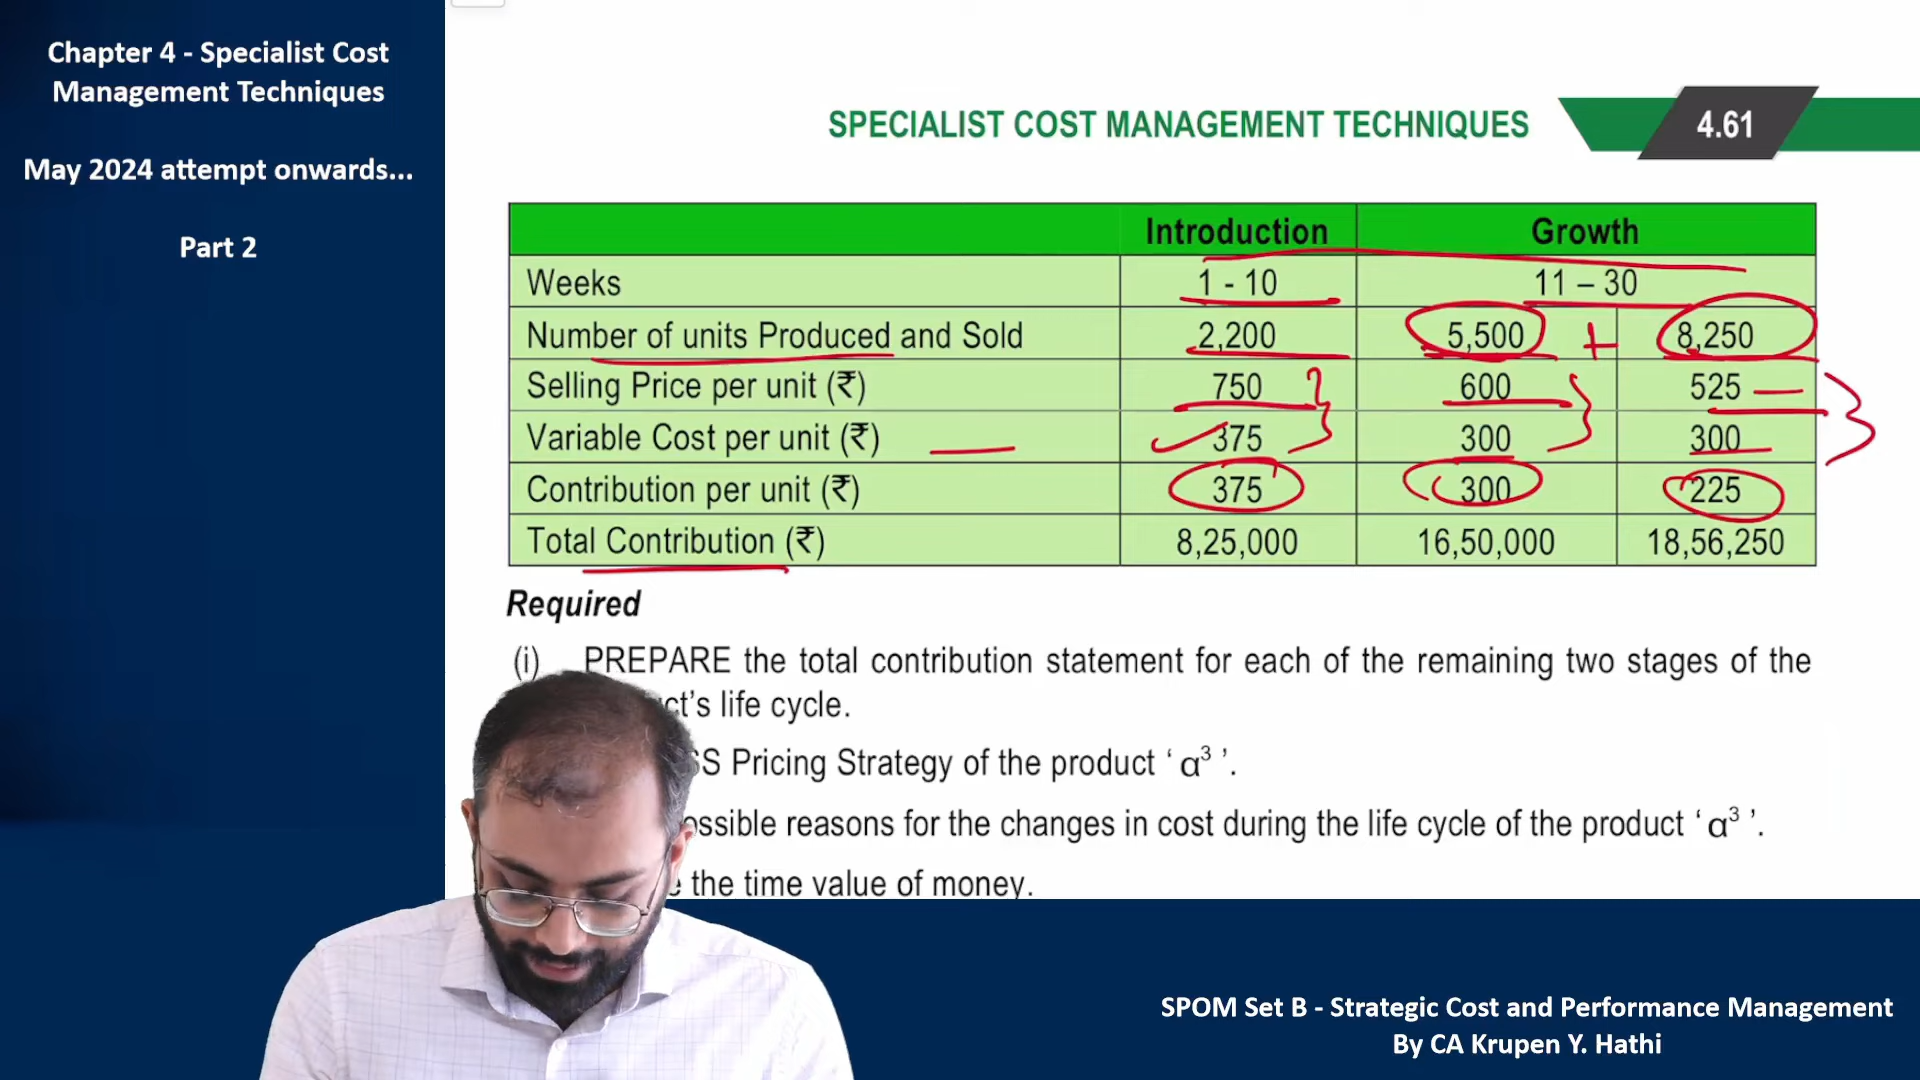 Chapter 4 - Specialist Cost
Management Techniques
May 2024 attempt onwards...
Part 2
SPECIALIST COST MANAGEMENT TECHNIQUES
4.61
Introduction Growth
Weeks 1 - 10 11 – 30
Number of units Produced and Sold 2,200 5,500 + 8,250
Selling Price per unit (₹) 750 600 525
Variable Cost per unit (₹) 375 300 300
Contribution per unit (₹) 375 300 225
Total Contribution (₹) 8,25,000 16,50,000 18,56,250
Required
(i) PREPARE the total contribution statement for each of the remaining two stages of the
life cycle.
Pricing Strategy of the product ‘ α³ ’.
reasons for the changes in cost during the life cycle of the product ‘ α³ ’.
the time value of money.
SPOM Set B - Strategic Cost and Performance Management
By CA Krupen Y. Hathi